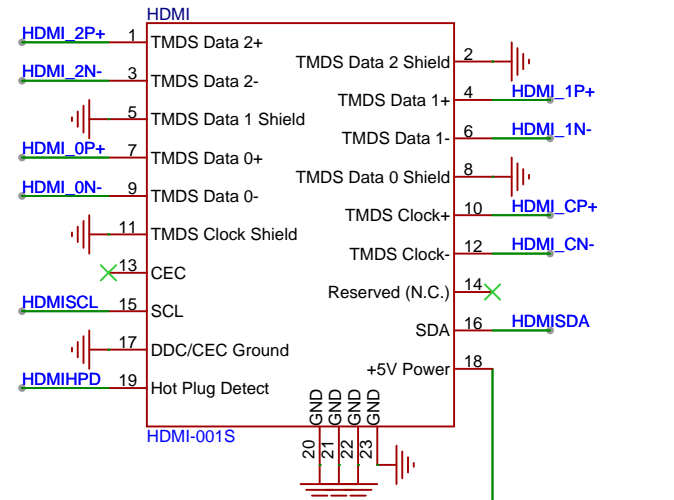 HDMI
HDMI_2P+ 1 TMDS Data 2+
TMDS Data 2 Shield 2
HDMI_2N- 3 TMDS Data 2-
TMDS Data 1+ 4 HDMI_1P+
5 TMDS Data 1 Shield
TMDS Data 1- 6 HDMI_1N-
HDMI_0P+ 7 TMDS Data 0+
TMDS Data 0 Shield 8
HDMI_0N- 9 TMDS Data 0-
TMDS Clock+ 10 HDMI_CP+
11 TMDS Clock Shield
TMDS Clock- 12 HDMI_CN-
13 CEC
Reserved (N.C.) 14
HDMISCL 15 SCL
SDA 16 HDMISDA
17 DDC/CEC Ground
+5V Power 18
HDMIHPD 19 Hot Plug Detect
GND GND GND GND
HDMI-001S
20 21 22 23